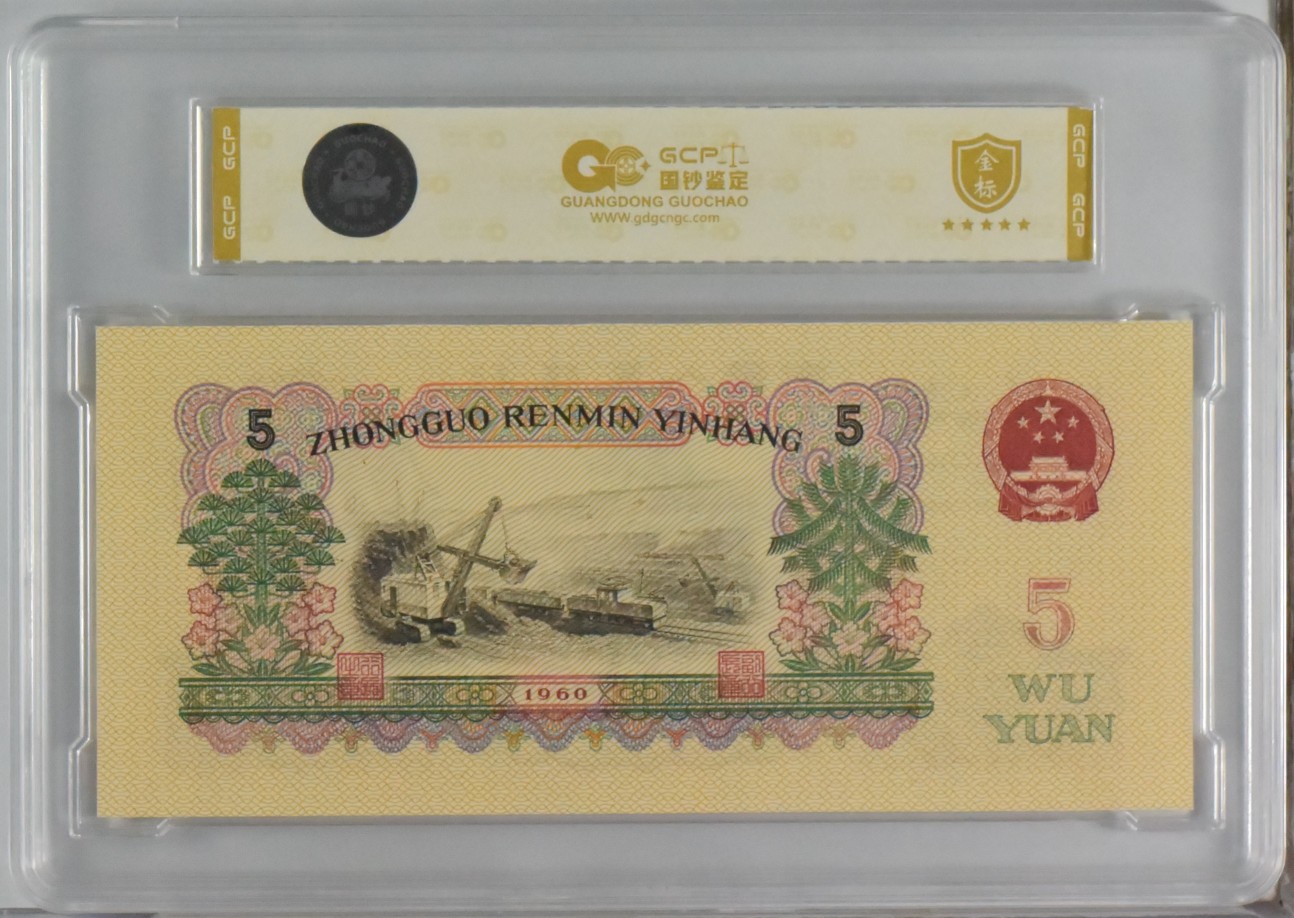 GCP GCP
GCP
国钞鉴定
GUANGDONG GUOCHAO
WWW.gdgcngc.com
金标
GCP GCP
5
ZHONGGUO RENMIN YINHANG
5
1960
5
WU
YUAN